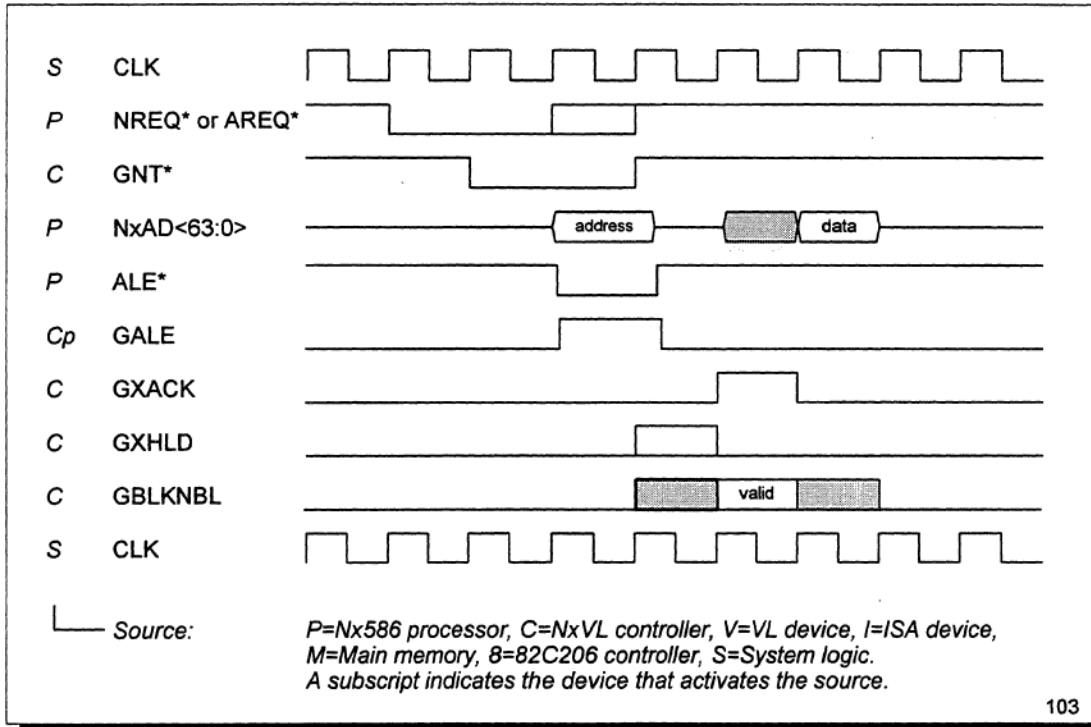 S CLK
P NREQ* or AREQ*
C GNT*
P NxAD<63:0>
address
data
P ALE*
Cp GALE
C GXACK
C GXHLD
C GBLKNBL
valid
S CLK
Source: P=Nx586 processor, C=NxVL controller, V=VL device, I=ISA device,
M=Main memory, 8=82C206 controller, S=System logic.
A subscript indicates the device that activates the source.
103